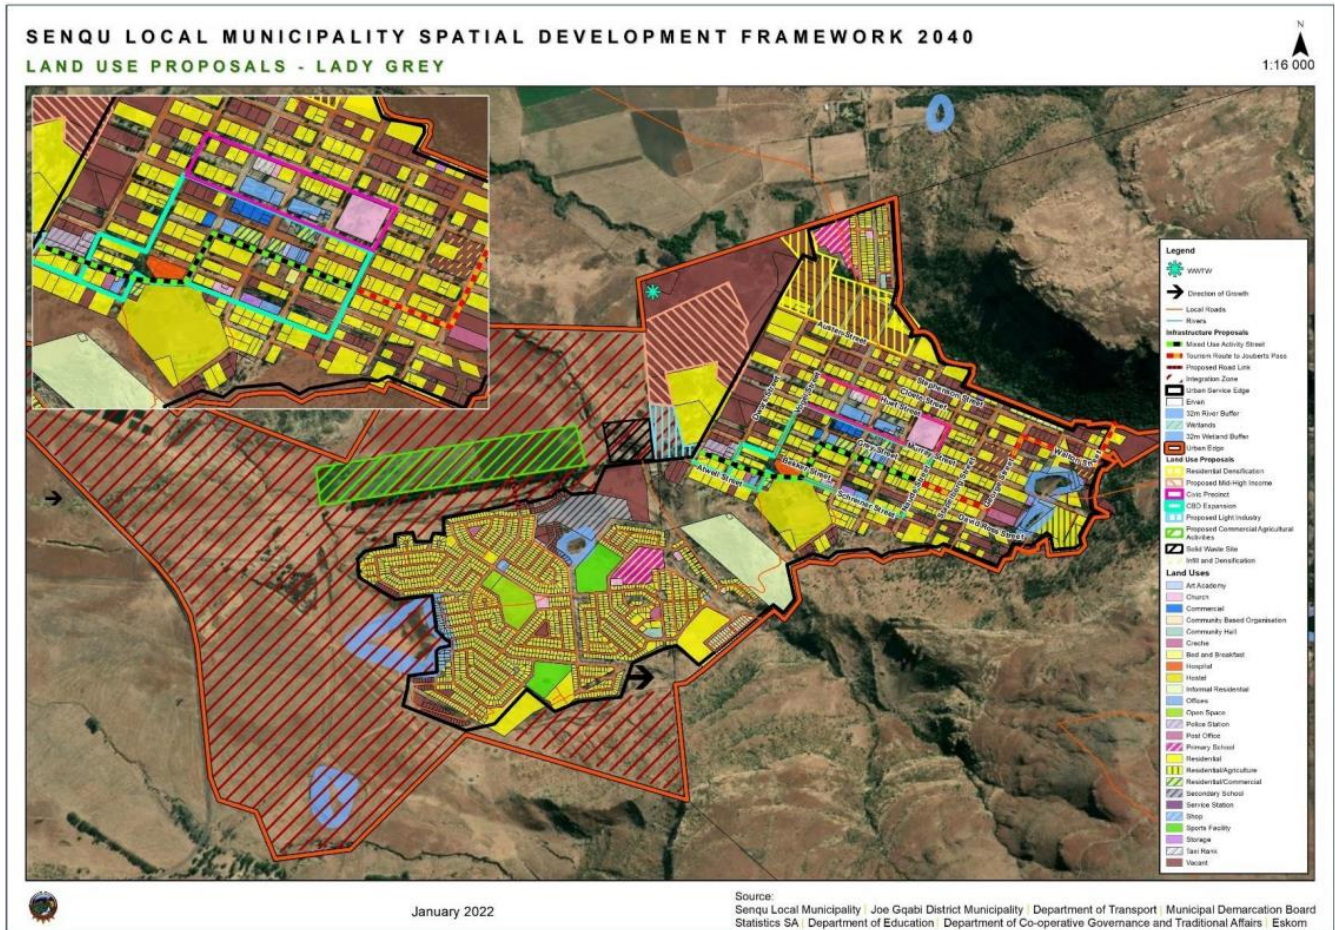 SENQU LOCAL MUNICIPALITY SPATIAL DEVELOPMENT FRAMEWORK 2040
LAND USE PROPOSALS - LADY GREY
N
1:16 000
Austen Street
Stephenson Street
Cloete Street
Huet Street
Murray Street
Grey Street
Bekker Street
Atwell Street
Schreiner Street
David Ross Street
Legend
WWTW
Direction of Growth
Local Roads
Rivers
Infrastructure Proposals
Mixed Use Activity Street
Tourism Route to Jouberts Pass
Proposed Road Link
Integration Zone
Urban Service Edge
Erven
32m River Buffer
Wetlands
32m Wetland Buffer
Urban Edge
Land Use Proposals
Residential Densification
Proposed Mid-High Income
Civic Precinct
CBD Expansion
Proposed Light Industry
Proposed Commercial Agricultural
Activities
Solid Waste Site
Infill and Densification
Land Uses
Art Academy
Church
Commercial
Community Based Organisation
Community Hall
Creche
Bed and Breakfast
Hospital
Hostel
Informal Residential
Offices
Open Space
Police Station
Post Office
Primary School
Residential
Residential/Agriculture
Residential/Commercial
Secondary School
Service Station
Shop
Sports Facility
Storage
Taxi Rank
Vacant
January 2022
Source:
Senqu Local Municipality | Joe Gqabi District Municipality | Department of Transport | Municipal Demarcation Board
Statistics SA | Department of Education | Department of Co-operative Governance and Traditional Affairs | Eskom